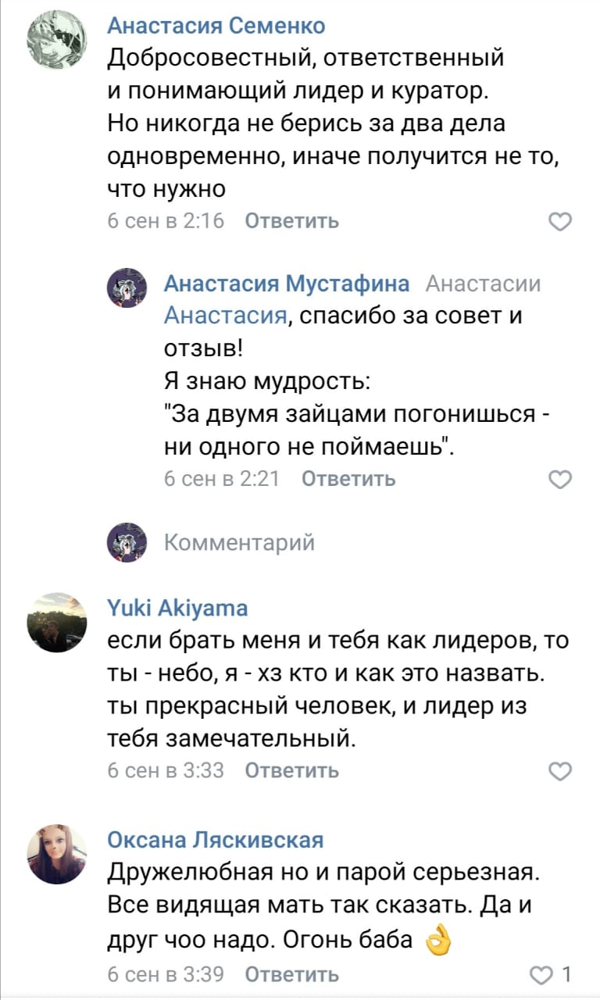 Анастасия Семенко
Добросовестный, ответственный
и понимающий лидер и куратор.
Но никогда не берись за два дела
одновременно, иначе получится не то,
что нужно
6 сен в 2:16 Ответить
Анастасия Мустафина Анастасии
Анастасия, спасибо за совет и
отзыв!
Я знаю мудрость:
"За двумя зайцами погонишься -
ни одного не поймаешь".
6 сен в 2:21 Ответить
Комментарий
Yuki Akiyama
если брать меня и тебя как лидеров, то
ты - небо, я - хз кто и как это назвать.
ты прекрасный человек, и лидер из
тебя замечательный.
6 сен в 3:33 Ответить
Оксана Ляскивская
Дружелюбная но и парой серьезная.
Все видящая мать так сказать. Да и
друг чоо надо. Огонь баба 👌
6 сен в 3:39 Ответить 1